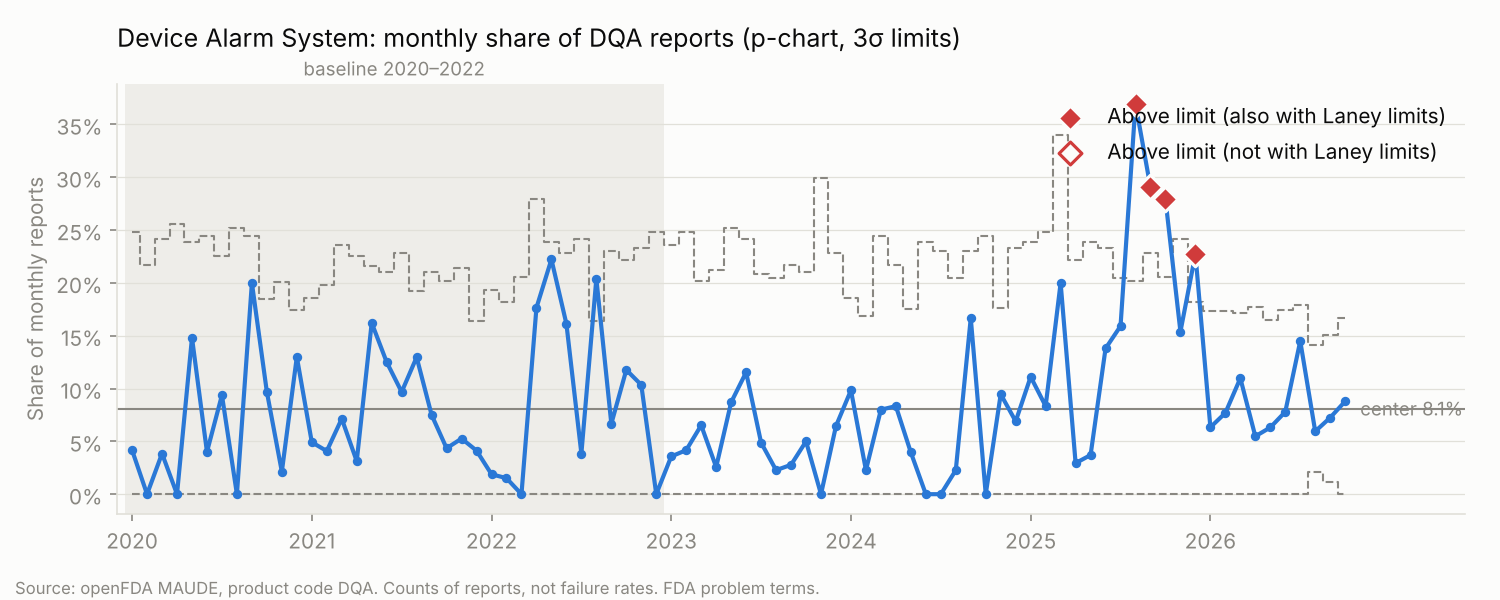 Device Alarm System: monthly share of DQA reports (p-chart, 3σ limits)
baseline 2020–2022
Above limit (also with Laney limits)
Above limit (not with Laney limits)
Share of monthly reports
35%
30%
25%
20%
15%
10%
5%
0%
center 8.1%
2020
2021
2022
2023
2024
2025
2026
Source: openFDA MAUDE, product code DQA. Counts of reports, not failure rates. FDA problem terms.